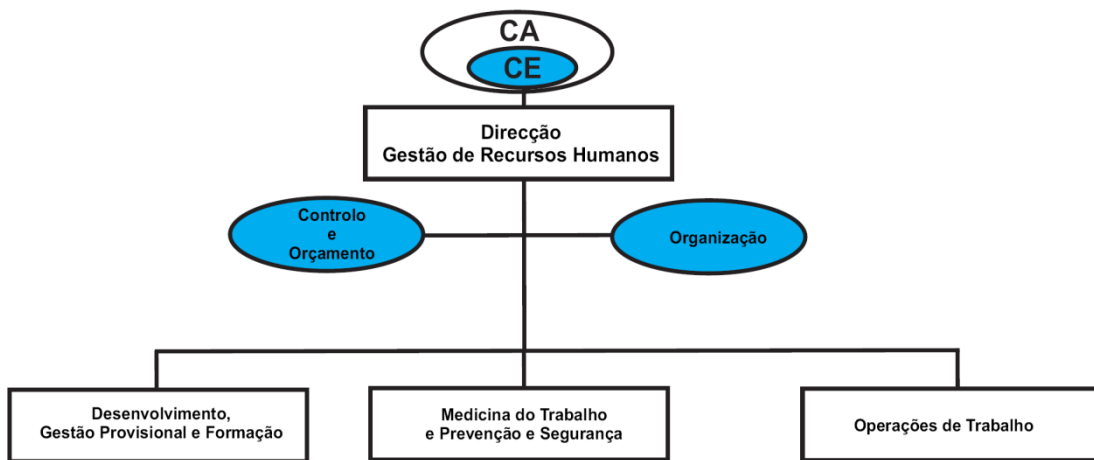 CA
CE
Direcção
Gestão de Recursos Humanos
Controlo
e
Orçamento
Organização
Desenvolvimento,
Gestão Provisional e Formação
Medicina do Trabalho
e Prevenção e Segurança
Operações de Trabalho